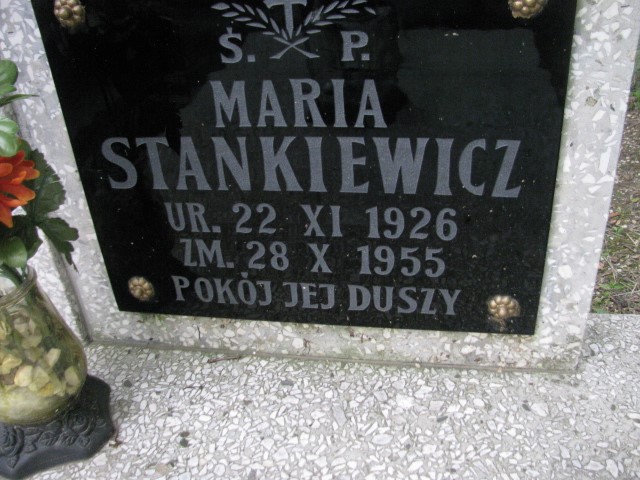 Ś. P.
MARIA
STANKIEWICZ
UR. 22 XI 1926
ZM. 28 X 1955
POKÓJ JEJ DUSZY